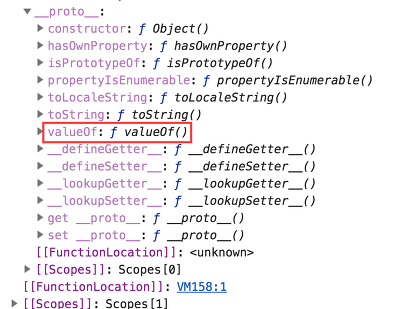 __proto__:
constructor: ƒ Object()
hasOwnProperty: ƒ hasOwnProperty()
isPrototypeOf: ƒ isPrototypeOf()
propertyIsEnumerable: ƒ propertyIsEnumerable()
toLocaleString: ƒ toLocaleString()
toString: ƒ toString()
valueOf: ƒ valueOf()
__defineGetter__: ƒ __defineGetter__()
__defineSetter__: ƒ __defineSetter__()
__lookupGetter__: ƒ __lookupGetter__()
__lookupSetter__: ƒ __lookupSetter__()
get __proto__: ƒ __proto__()
set __proto__: ƒ __proto__()
[[FunctionLocation]]: <unknown>
[[Scopes]]: Scopes[0]
[[FunctionLocation]]: VM158:1
[[Scopes]]: Scopes[1]